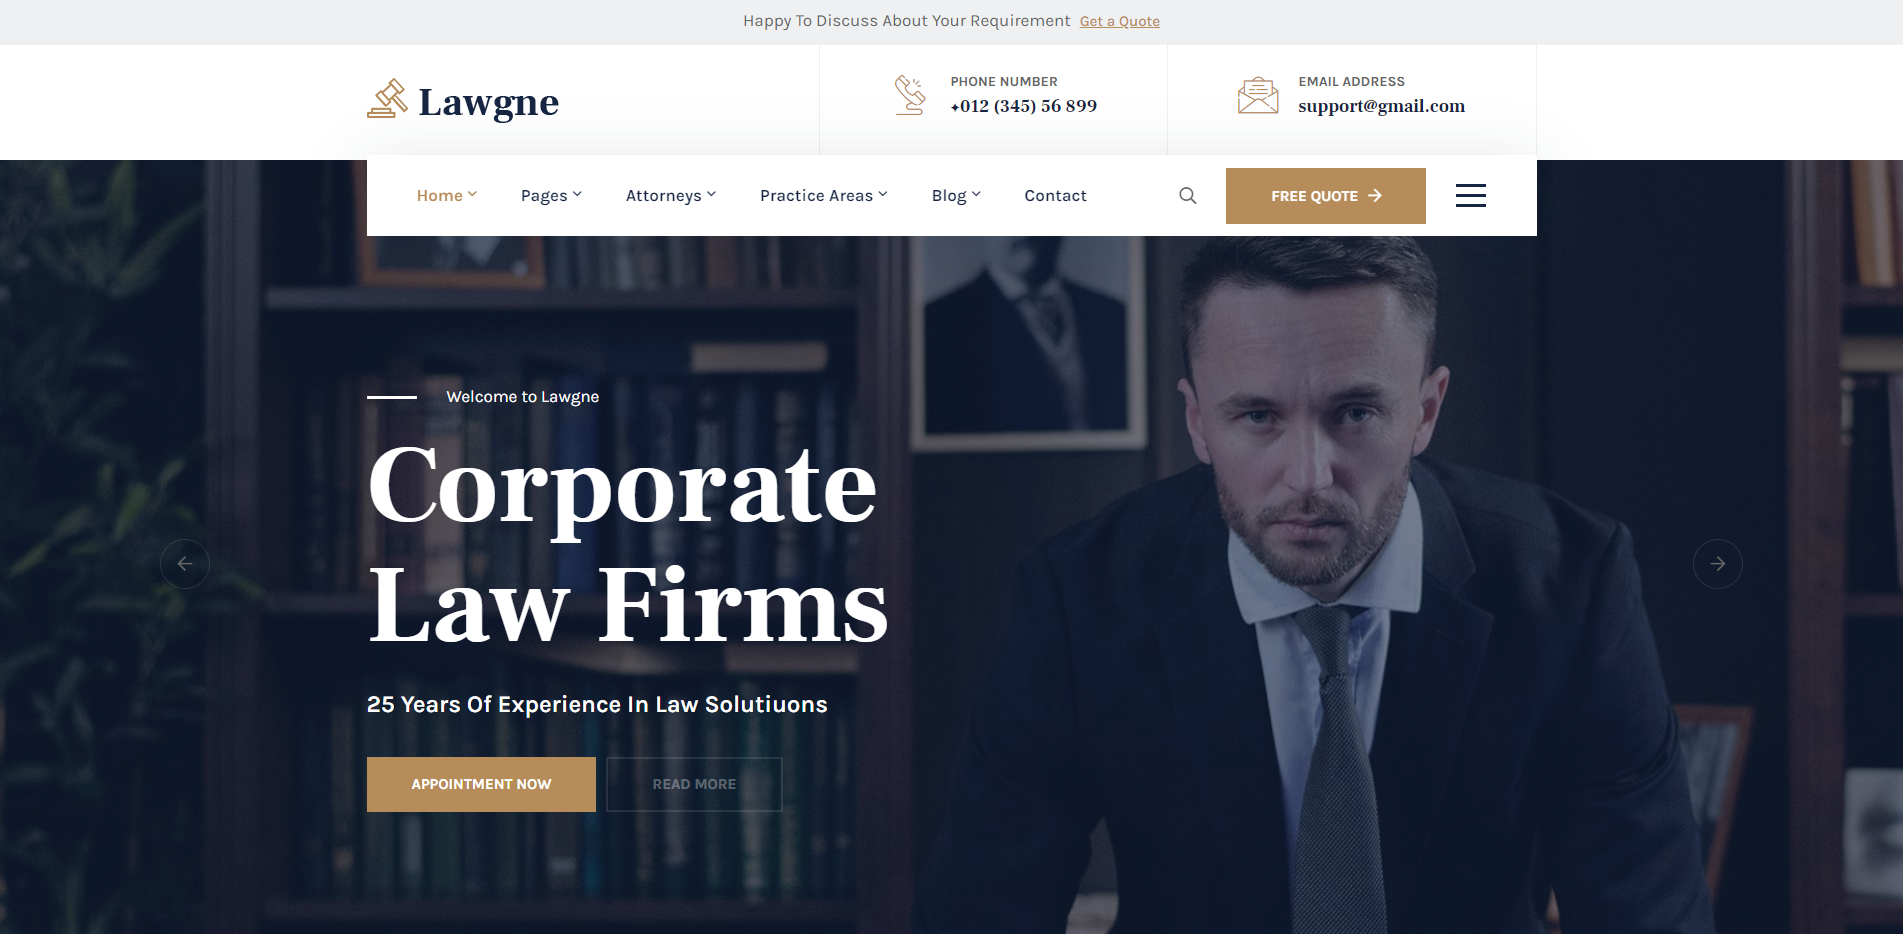 Happy To Discuss About Your Requirement Get a Quote
Lawgne
PHONE NUMBER
+012 (345) 56 899
EMAIL ADDRESS
support@gmail.com
Home Pages Attorneys Practice Areas Blog Contact FREE QUOTE
Welcome to Lawgne
Corporate
Law Firms
25 Years Of Experience In Law Solutiuons
APPOINTMENT NOW READ MORE